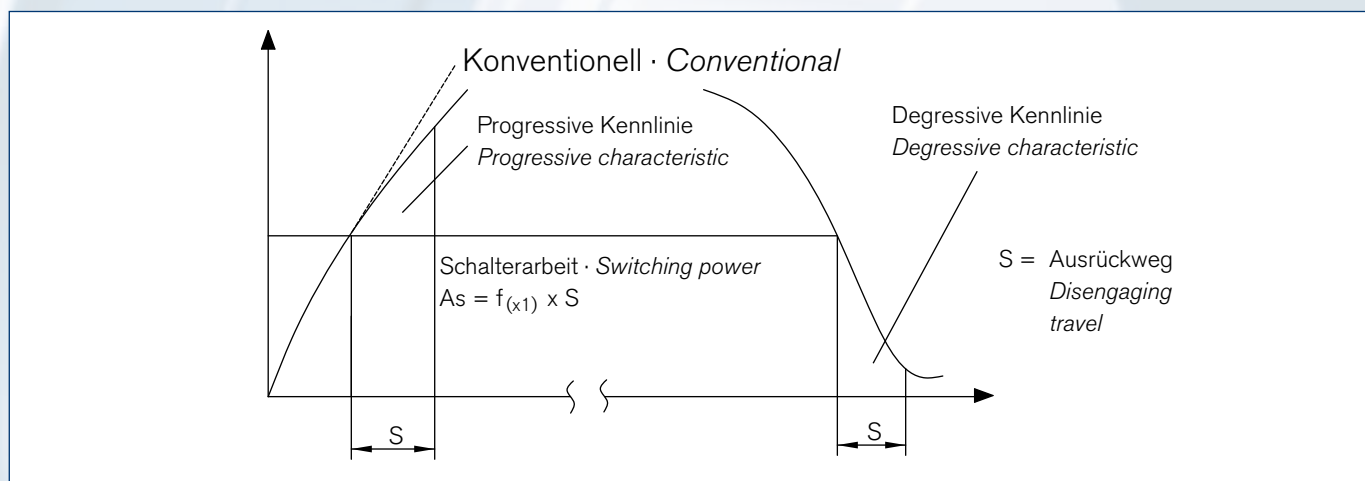 Konventionell · Conventional
Progressive Kennlinie
Progressive characteristic
Degressive Kennlinie
Degressive characteristic
Schalterarbeit · Switching power
As = f(x1) x S
S = Ausrückweg
Disengaging
travel
S
S